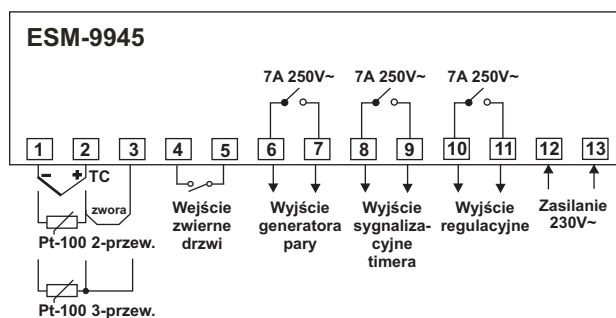 ESM-9945
7A 250V~ 7A 250V~ 7A 250V~
1 2 3 4 5 6 7 8 9 10 11 12 13
- + TC
zwora
Pt-100 2-przew.
Pt-100 3-przew.
Wejście
zwierne
drzwi
Wyjście
generatora
pary
Wyjście
sygnaliza-
cyjne
timera
Wyjście
regulacyjne
Zasilanie
230V~